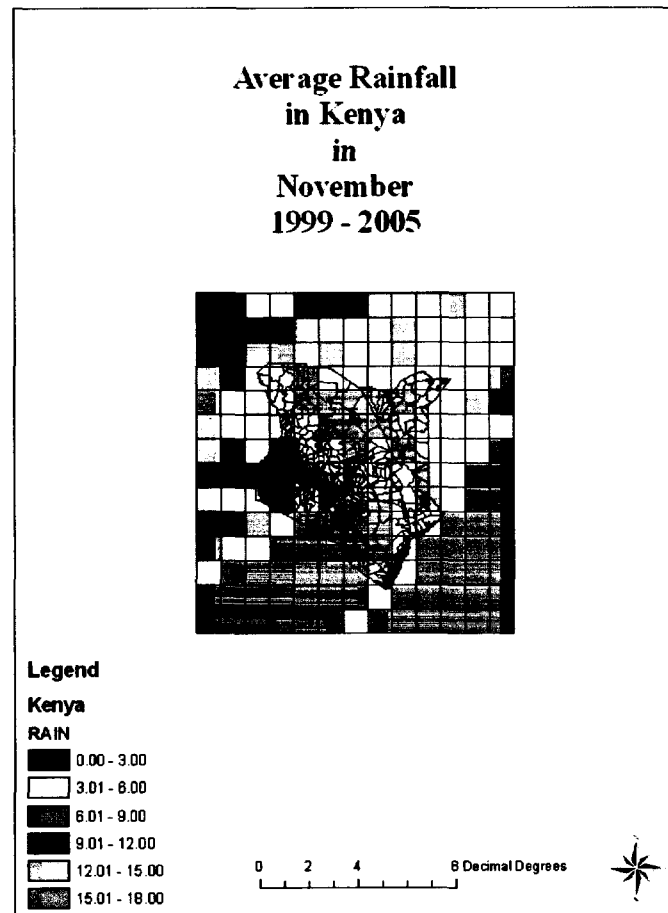 Average Rainfall
in Kenya
in
November
1999 - 2005
Legend
Kenya
RAIN
0.00 - 3.00
3.01 - 6.00
6.01 - 9.00
9.01 - 12.00
12.01 - 15.00
15.01 - 18.00
0 2 4 8 Decimal Degrees